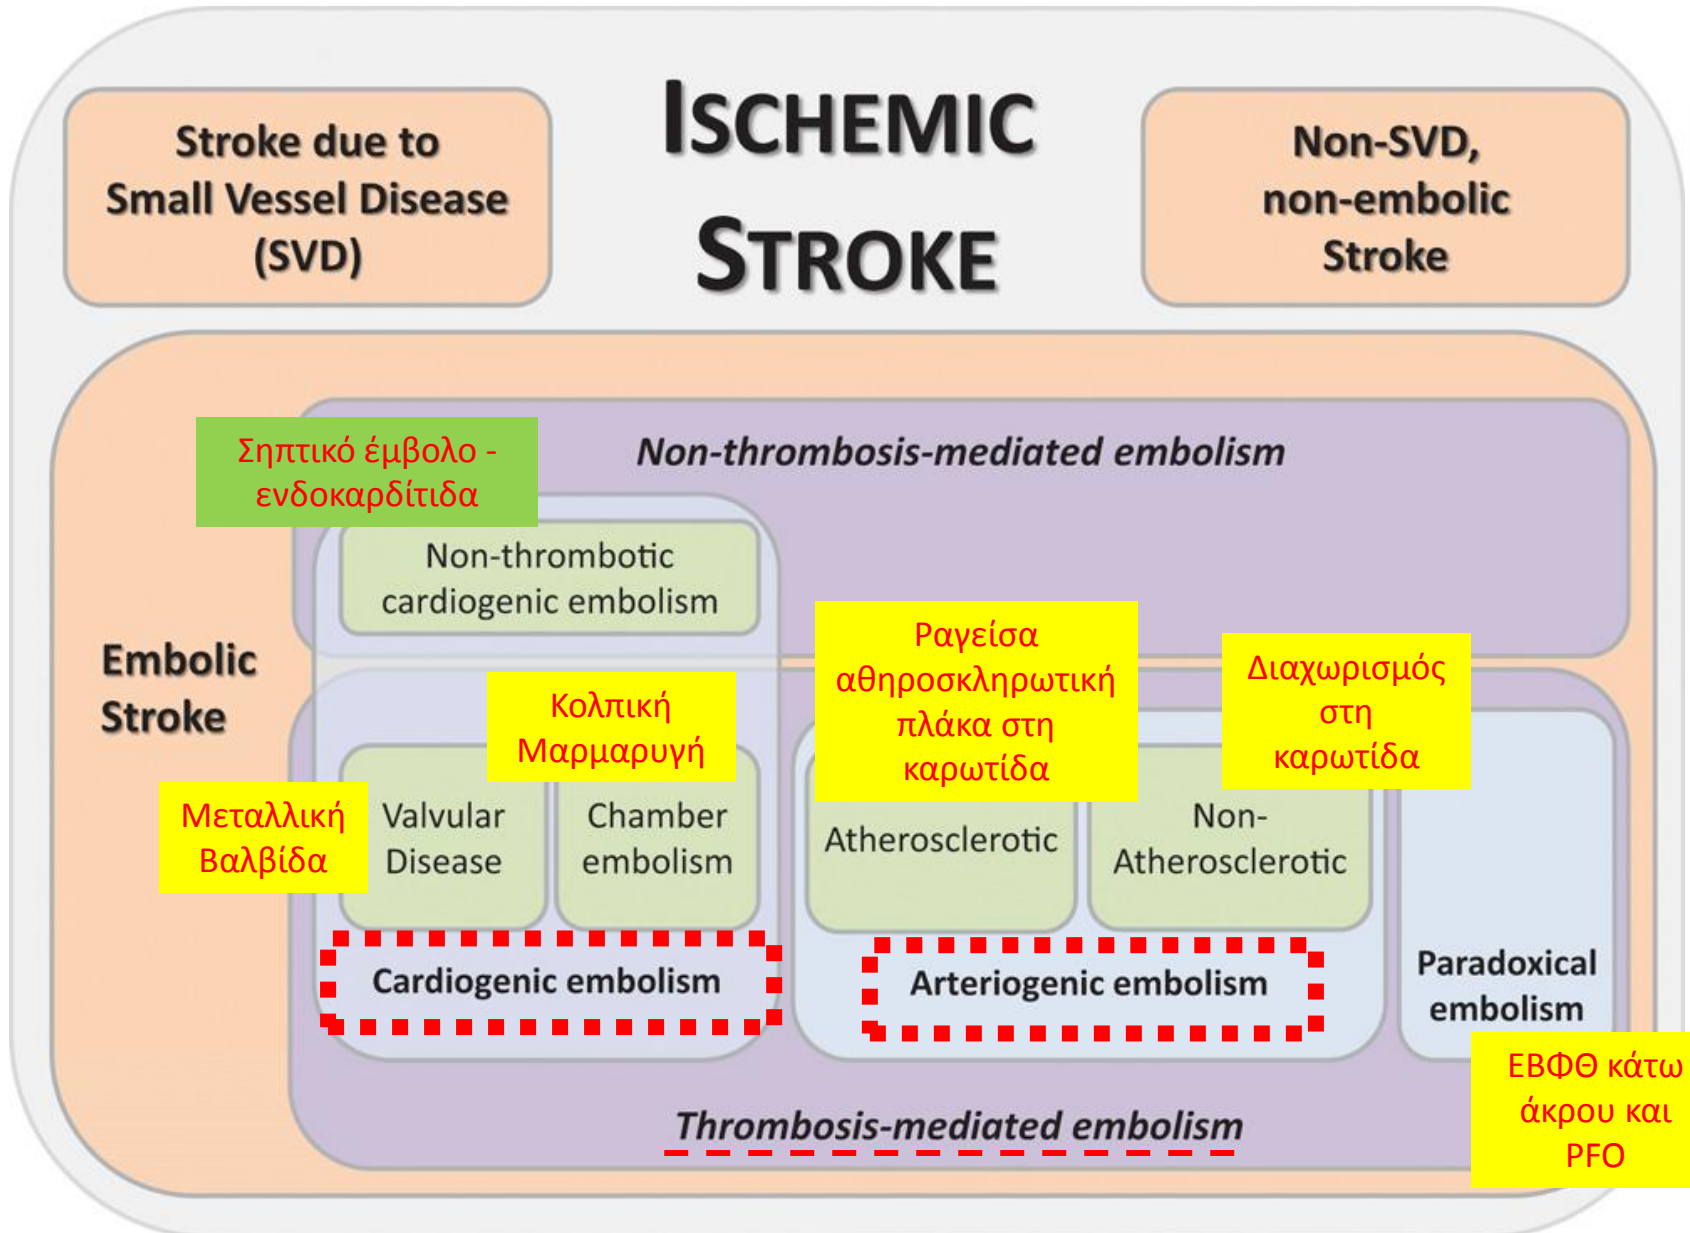 ISCHEMIC
STROKE
Stroke due to
Small Vessel Disease
(SVD)
Non-SVD,
non-embolic
Stroke
Embolic
Stroke
Non-thrombosis-mediated embolism
Σηπτικό έμβολο -
ενδοκαρδίτιδα
Non-thrombotic
cardiogenic embolism
Μεταλλική
Βαλβίδα
Κολπική
Μαρμαρυγή
Valvular
Disease
Chamber
embolism
Cardiogenic embolism
Ραγείσα
αθηροσκληρωτική
πλάκα στη
καρωτίδα
Διαχωρισμός
στη
καρωτίδα
Atherosclerotic
Non-
Atherosclerotic
Arteriogenic embolism
Paradoxical
embolism
ΕΒΦΘ κάτω
άκρου και
PFO
Thrombosis-mediated embolism